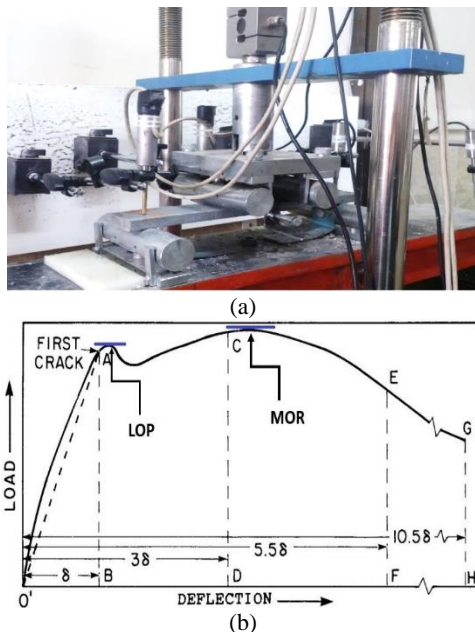 (a)
FIRST
CRACK
A
C
E
G
LOP
MOR
LOAD
10.5δ
5.5δ
3δ
δ
B
D
F
H
O'
DEFLECTION
(b)